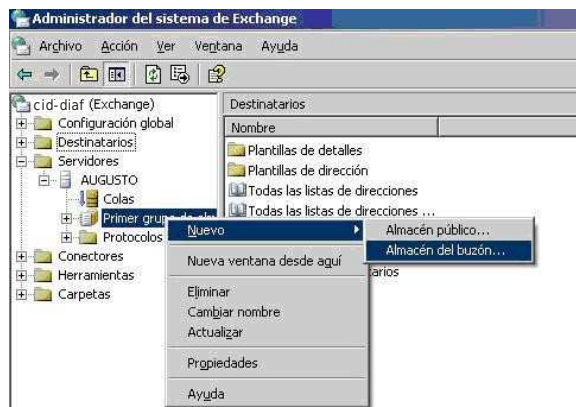 Administrador del sistema de Exchange
Archivo Acción Ver Ventana Ayuda
cid-diaf (Exchange)
Configuración global
Destinatarios
Servidores
AUGUSTO
Colas
Primer grupo de
Protocolos
Conectores
Herramientas
Carpetas
Destinatarios
Nombre
Plantillas de detalles
Plantillas de dirección
Todas las listas de direcciones
Todas las listas de direcciones ...
arios
Nuevo
Nueva ventana desde aquí
Eliminar
Cambiar nombre
Actualizar
Propiedades
Ayuda
Almacén público...
Almacén del buzón...